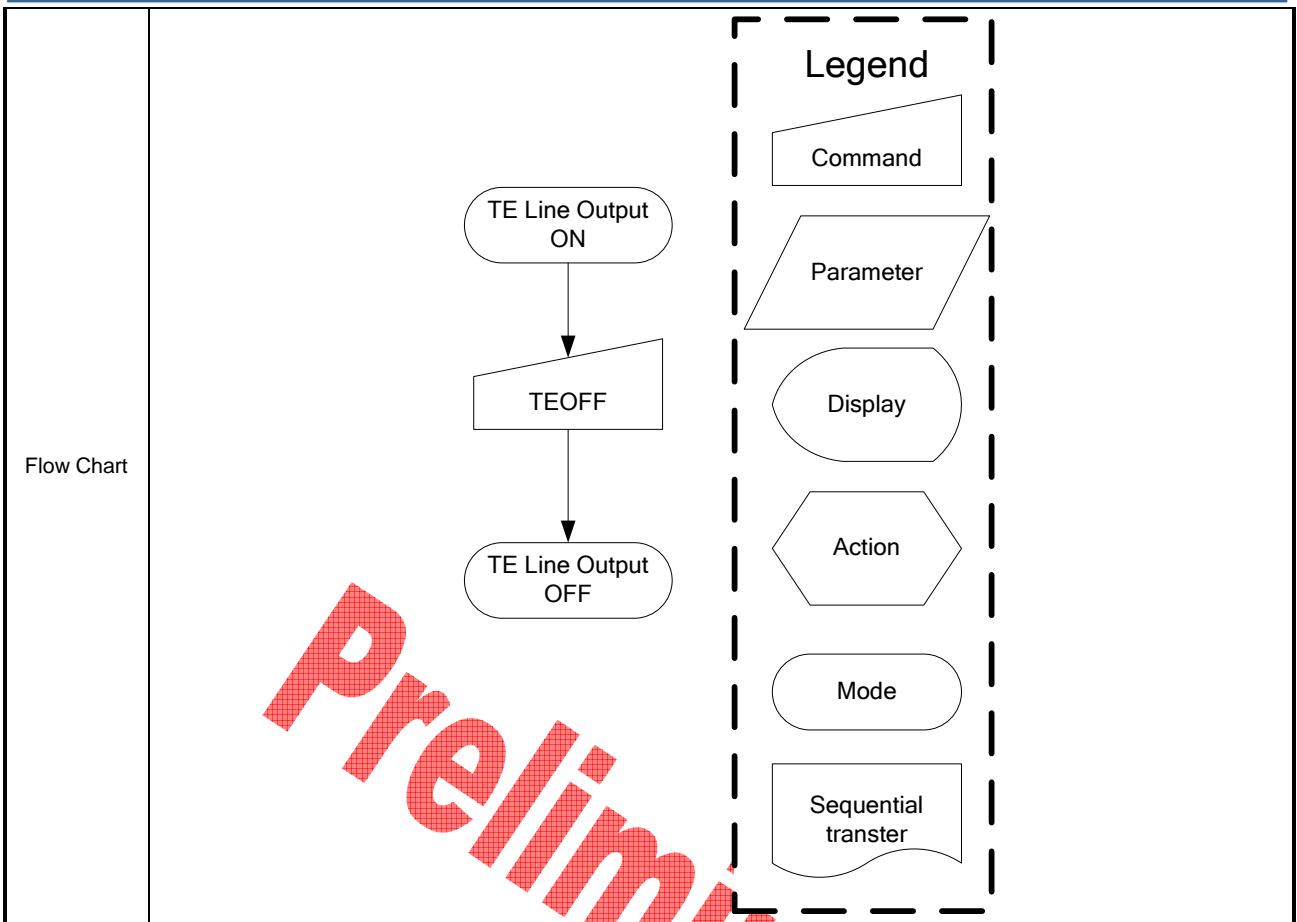 Flow Chart
TE Line Output
ON
TEOFF
TE Line Output
OFF
Legend
Command
Parameter
Display
Action
Mode
Sequential
transter